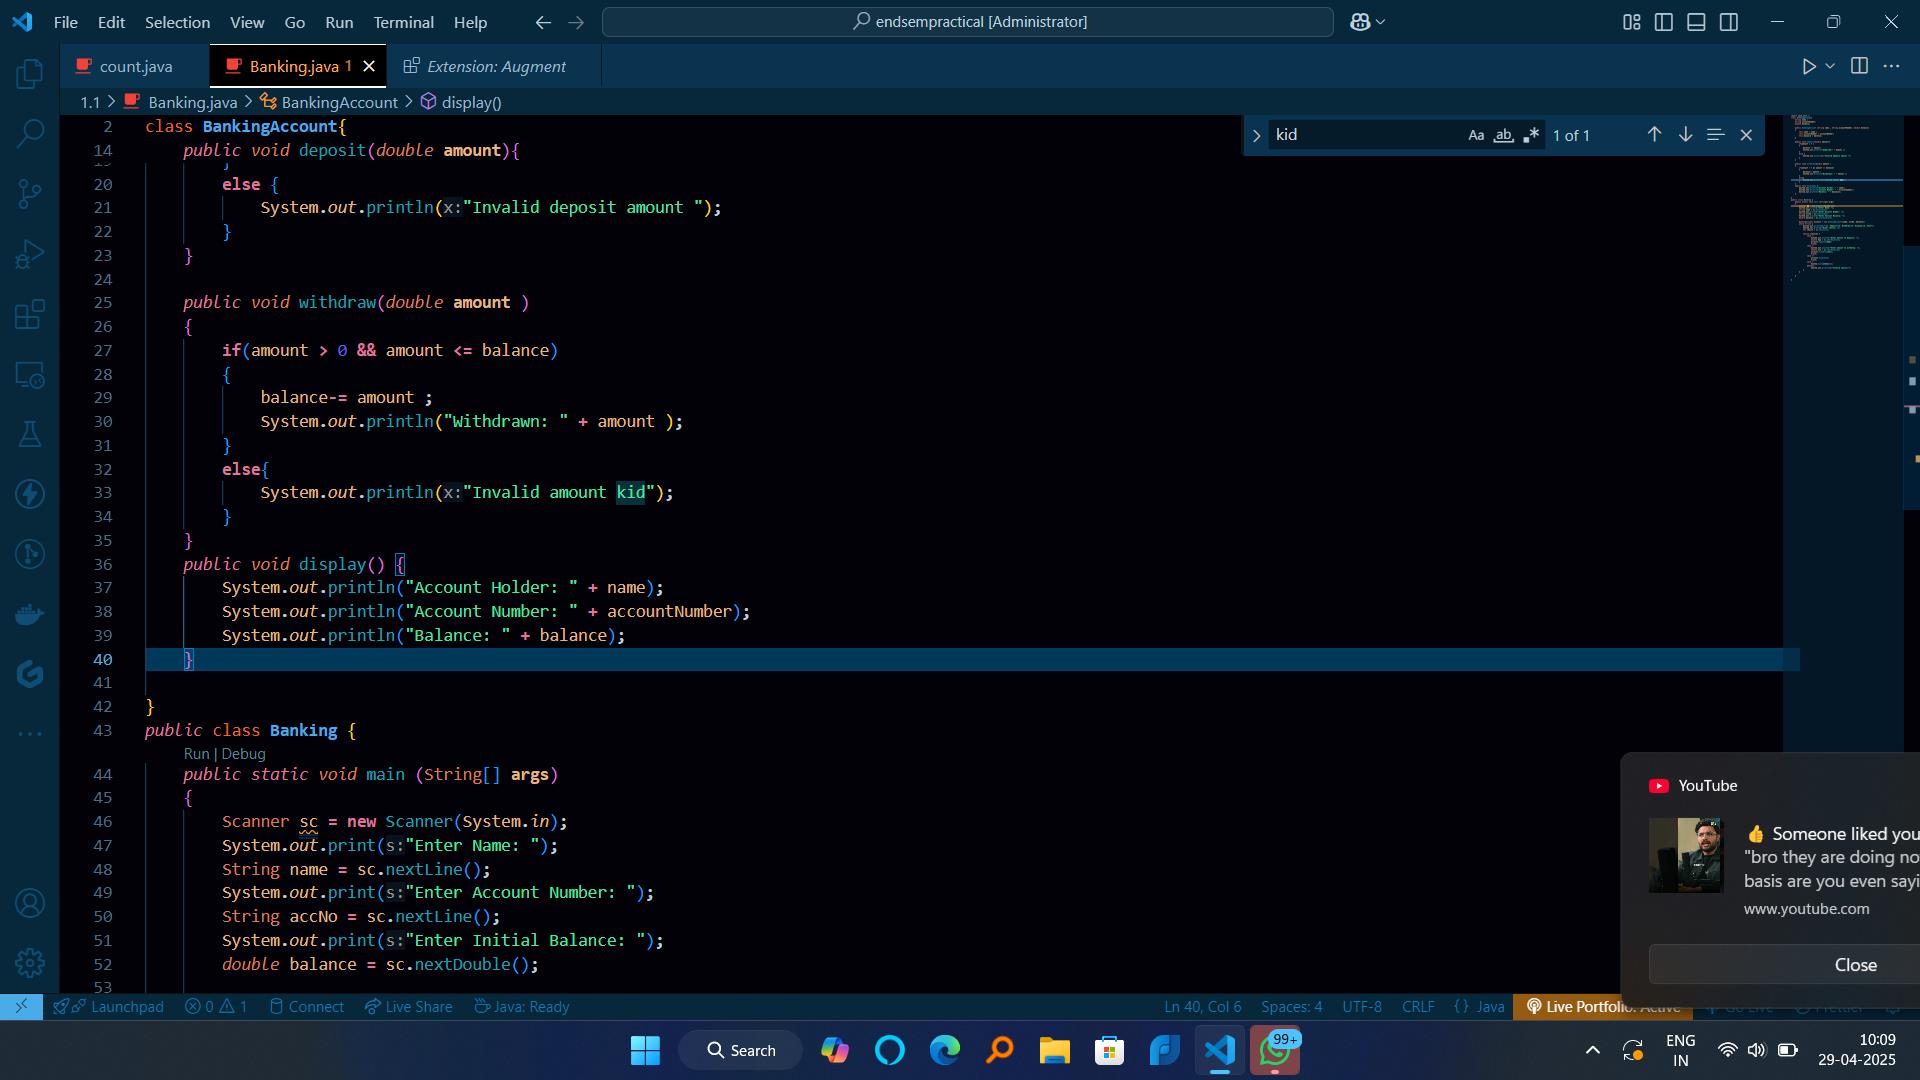 File Edit Selection View Go Run Terminal Help
endsempractical [Administrator]
count.java
Banking.java 1
Extension: Augment
1.1 > Banking.java > BankingAccount > display()
kid
Aa ab
1 of 1
2 class BankingAccount{
14 public void deposit(double amount){
20 else {
21 System.out.println(x:"Invalid deposit amount ");
22 }
23 }
24
25 public void withdraw(double amount )
26 {
27 if(amount > 0 && amount <= balance)
28 {
29 balance-= amount ;
30 System.out.println("Withdrawn: " + amount );
31 }
32 else{
33 System.out.println(x:"Invalid amount kid");
34 }
35 }
36 public void display() {
37 System.out.println("Account Holder: " + name);
38 System.out.println("Account Number: " + accountNumber);
39 System.out.println("Balance: " + balance);
40 }
41
42 }
43 public class Banking {
Run | Debug
44 public static void main (String[] args)
45 {
46 Scanner sc = new Scanner(System.in);
47 System.out.print(s:"Enter Name: ");
48 String name = sc.nextLine();
49 System.out.print(s:"Enter Account Number: ");
50 String accNo = sc.nextLine();
51 System.out.print(s:"Enter Initial Balance: ");
52 double balance = sc.nextDouble();
53
YouTube
👍 Someone liked you
"bro they are doing no
basis are you even sayi
www.youtube.com
Close
Launchpad 0 1 Connect Live Share Java: Ready
Ln 40, Col 6 Spaces: 4 UTF-8 CRLF {} Java Live Portfolio: Active Go Live Prettier
Search
99+
ENG
IN
10:09
29-04-2025